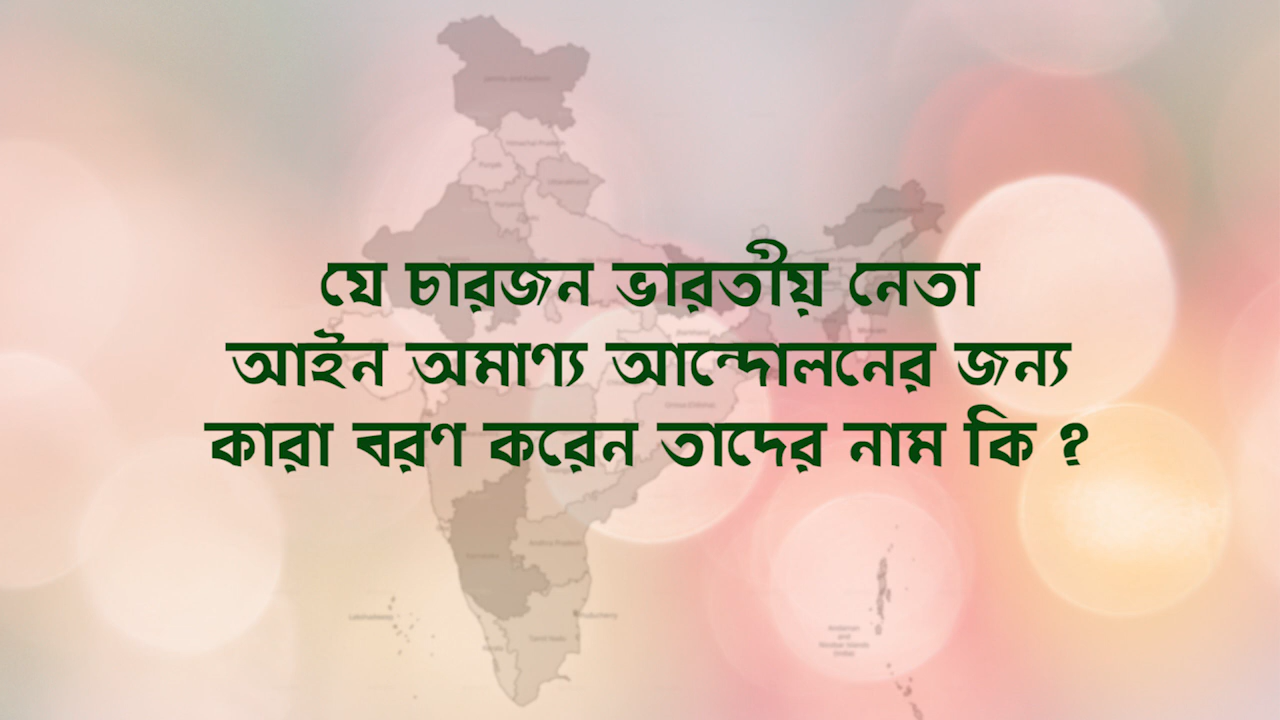 যে চারজন ভারতীয় নেতা
আইন অমাণ্য আন্দোলনের জন্য
কারা বরণ করেন তাদের নাম কি ?